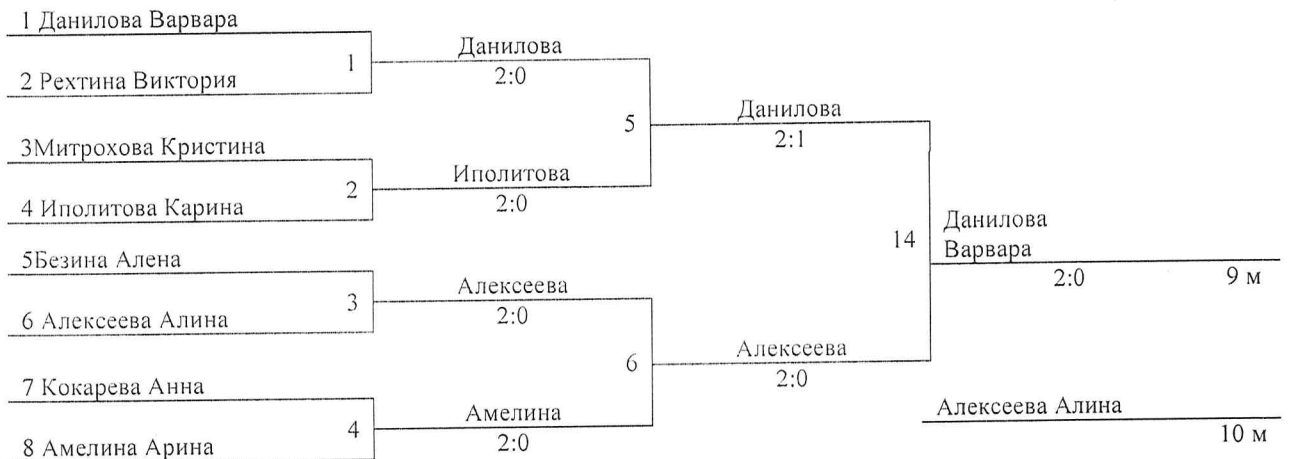 1 Данилова Варвара
1
Данилова
2:0
2 Рехтина Виктория
5
Данилова
2:1
3Митрохова Кристина
2
Иполитова
2:0
4 Иполитова Карина
14
Данилова
Варвара
2:0 9 м
5Безина Алена
3
Алексеева
2:0
6 Алексеева Алина
6
Алексеева
2:0
7 Кокарева Анна
4
Амелина
2:0
8 Амелина Арина
Алексеева Алина
10 м